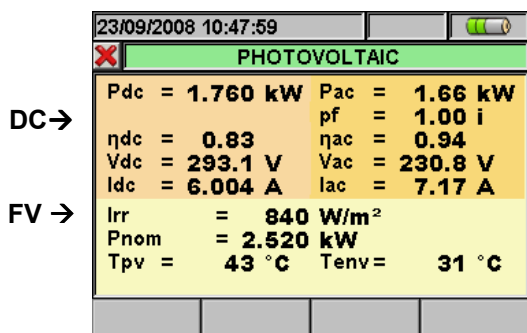 23/09/2008 10:47:59
PHOTOVOLTAIC
DC→
Pdc = 1.760 kW Pac = 1.66 kW
pf = 1.00 i
ηdc = 0.83 ηac = 0.94
Vdc = 293.1 V Vac = 230.8 V
Idc = 6.004 A Iac = 7.17 A
FV →
Irr = 840 W/m²
Pnom = 2.520 kW
Tpv = 43 °C Tenv = 31 °C